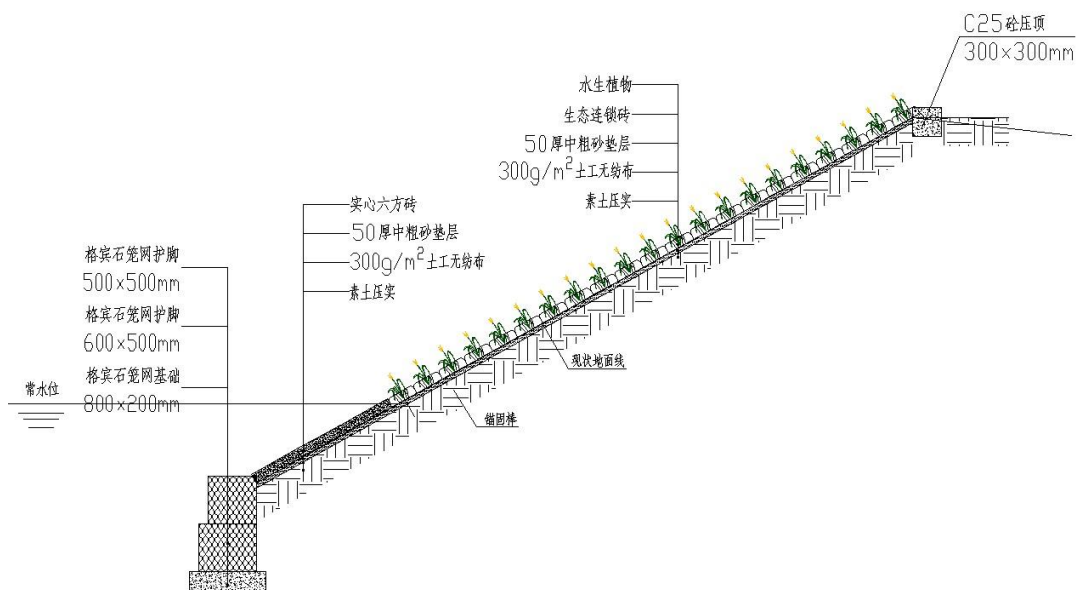 C25砼压顶
300×300mm
水生植物
生态连锁砖
50厚中粗砂垫层
300g/m²土工无纺布
素土压实
实心六方砖
50厚中粗砂垫层
300g/m²土工无纺布
素土压实
格宾石笼网护脚
500×500mm
格宾石笼网护脚
600×500mm
格宾石笼网基础
800×200mm
常水位
现状地面线
锚固棒